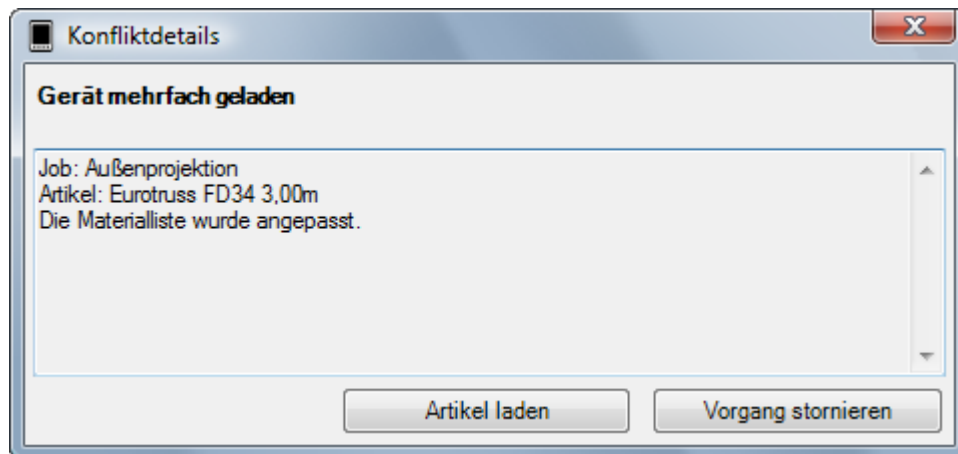 Konfliktdetails
Gerät mehrfach geladen
Job: Außenprojektion
Artikel: Eurotruss FD34 3,00m
Die Materialliste wurde angepasst.
Artikel laden
Vorgang stornieren